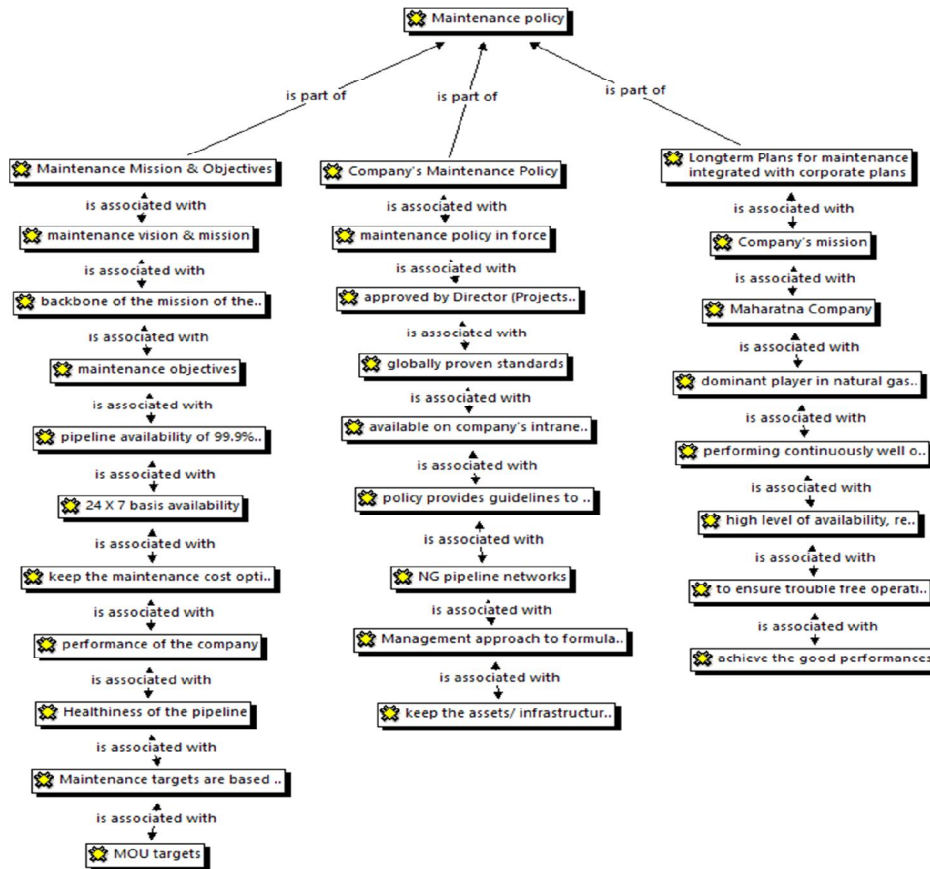 Maintenance policy
is part of
is part of
is part of
Maintenance Mission & Objectives
is associated with
maintenance vision & mission
is associated with
backbone of the mission of the..
is associated with
maintenance objectives
is associated with
pipeline availability of 99.9%..
is associated with
24 X 7 basis availability
is associated with
keep the maintenance cost opti..
is associated with
performance of the company
is associated with
Healthiness of the pipeline
is associated with
Maintenance targets are based ..
is associated with
MOU targets
Company's Maintenance Policy
is associated with
maintenance policy in force
is associated with
approved by Director (Projects..
is associated with
globally proven standards
is associated with
available on company's intrane..
is associated with
policy provides guidelines to ..
is associated with
NG pipeline networks
is associated with
Management approach to formula..
is associated with
keep the assets/ infrastructur..
Longterm Plans for maintenance
integrated with corporate plans
is associated with
Company's mission
is associated with
Maharatna Company
is associated with
dominant player in natural gas..
is associated with
performing continuously well o..
is associated with
high level of availability, re..
is associated with
to ensure trouble free operati..
is associated with
achieve the good performances